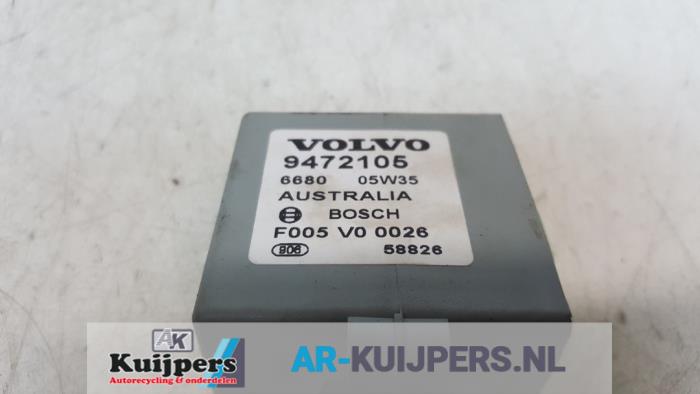 VOLVO
9472105
6680 05W35
AUSTRALIA
BOSCH
F005 V0 0026
906 58826
AK
Kuijpers
Autorecycling & onderdelen
AR-KUIJPERS.NL